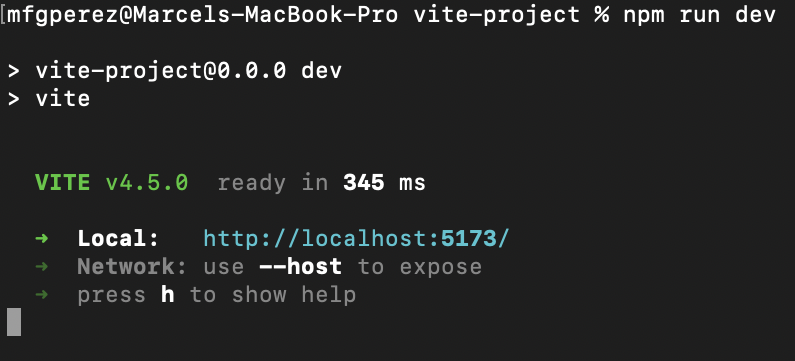 [mfgperez@Marcels-MacBook-Pro vite-project % npm run dev
> vite-project@0.0.0 dev
> vite
VITE v4.5.0 ready in 345 ms
➜ Local: http://localhost:5173/
➜ Network: use --host to expose
➜ press h to show help